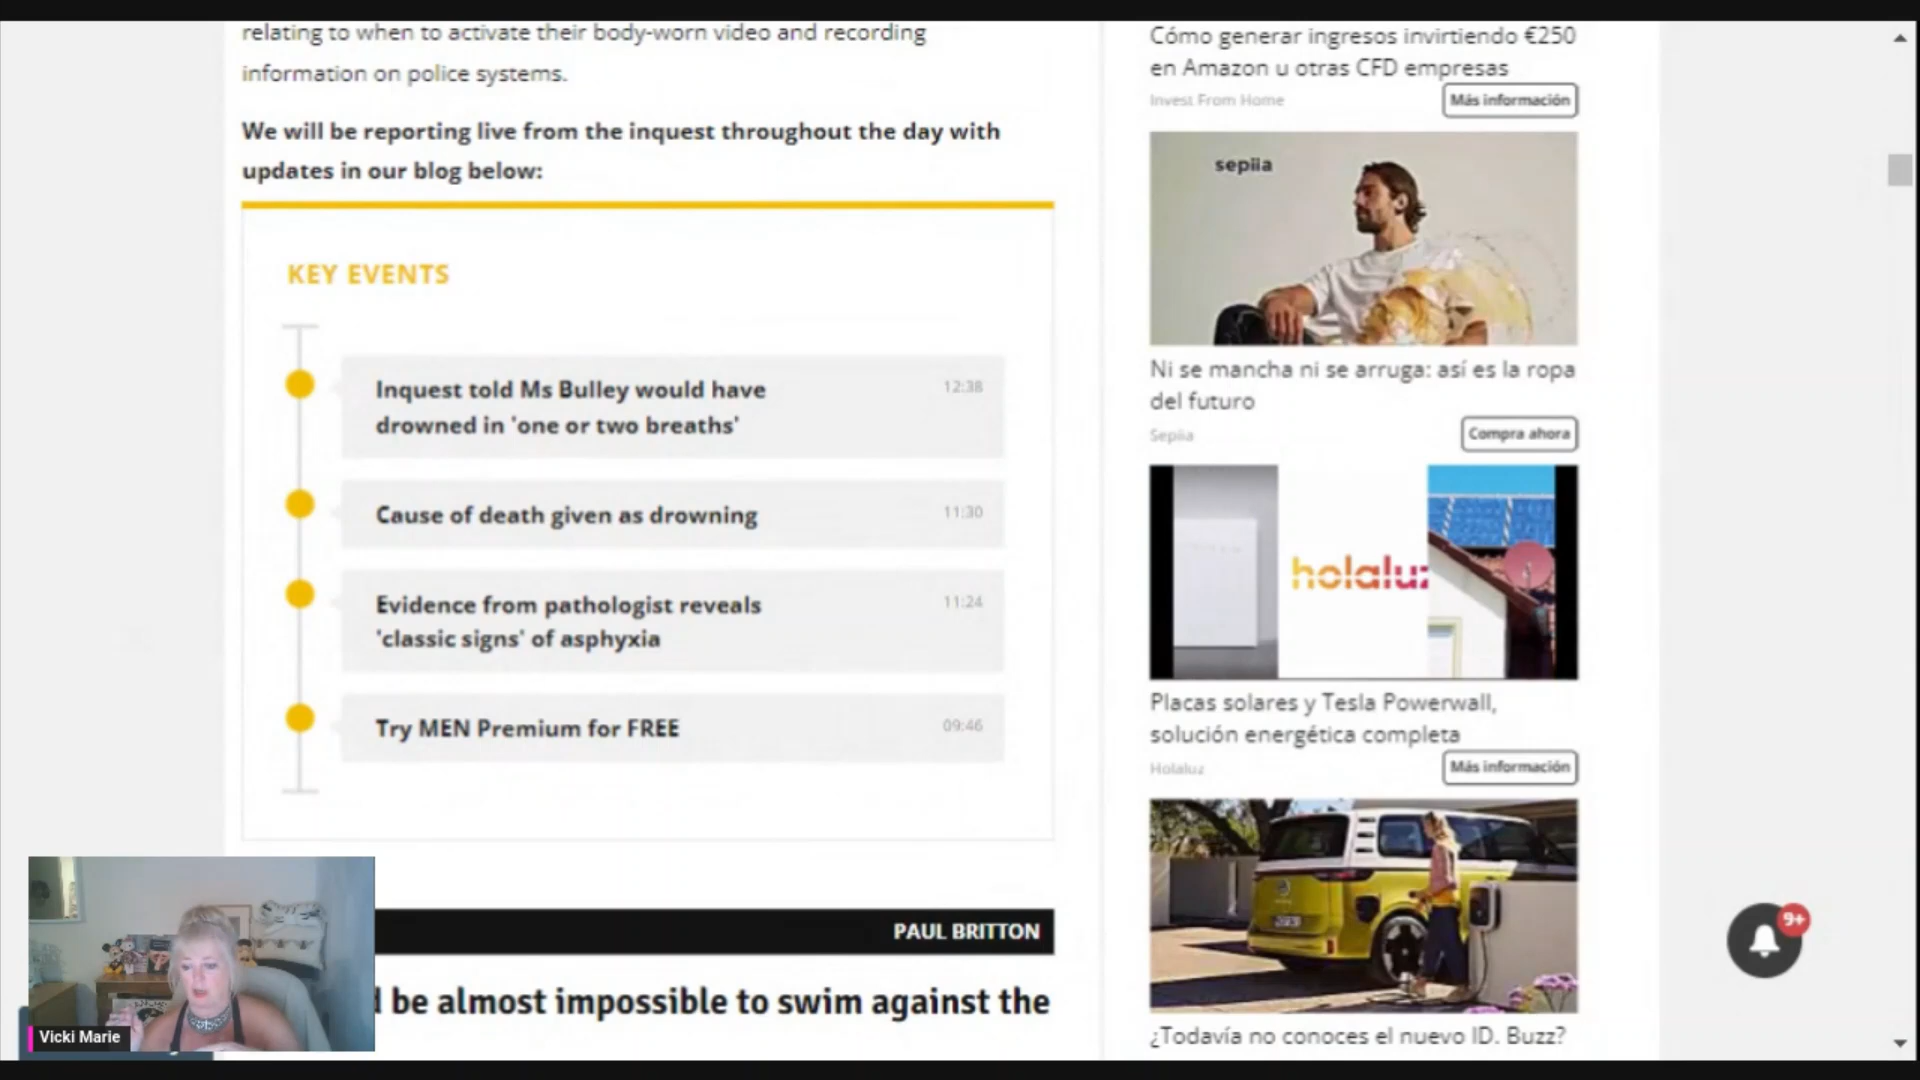 relating to when to activate their body-worn video and recording
information on police systems.
We will be reporting live from the inquest throughout the day with
updates in our blog below:
KEY EVENTS
Inquest told Ms Bulley would have
drowned in 'one or two breaths'
12:38
Cause of death given as drowning
11:30
Evidence from pathologist reveals
'classic signs' of asphyxia
11:24
Try MEN Premium for FREE
09:46
PAUL BRITTON
be almost impossible to swim against the
Vicki Marie
Cómo generar ingresos invirtiendo €250
en Amazon u otras CFD empresas
Invest From Home
Más información
sepiia
Ni se mancha ni se arruga: así es la ropa
del futuro
Sepiia
Compra ahora
holaluz
Placas solares y Tesla Powerwall,
solución energética completa
Holaluz
Más información
¿Todavía no conoces el nuevo ID. Buzz?
9+